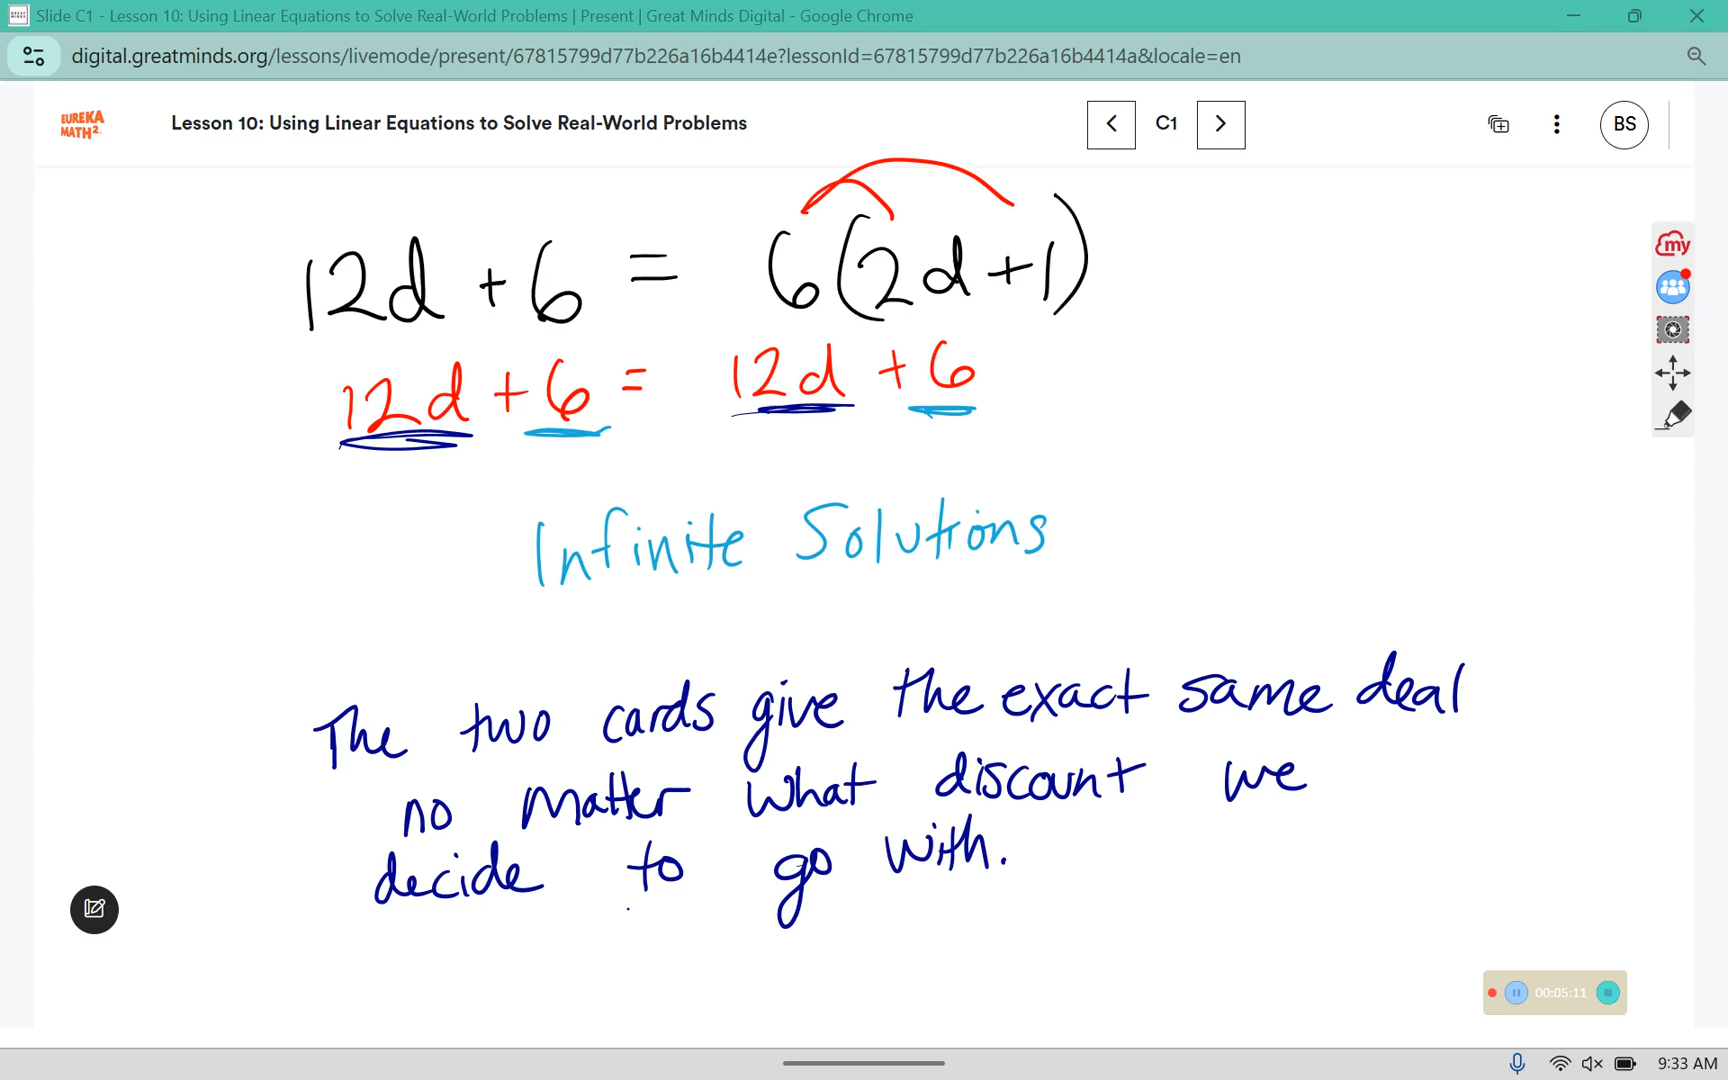 Slide C1 - Lesson 10: Using Linear Equations to Solve Real-World Problems | Present | Great Minds Digital - Google Chrome
digital.greatminds.org/lessons/livemode/present/67815799d77b226a16b4414e?lessonId=67815799d77b226a16b4414a&locale=en
EUREKA MATH²
Lesson 10: Using Linear Equations to Solve Real-World Problems
C1
BS
my
12d + 6 = 6(2d + 1)
12d + 6 = 12d + 6
Infinite Solutions
The two cards give the exact same deal
no matter what discount we
decide to go with.
00:05:11
9:33 AM